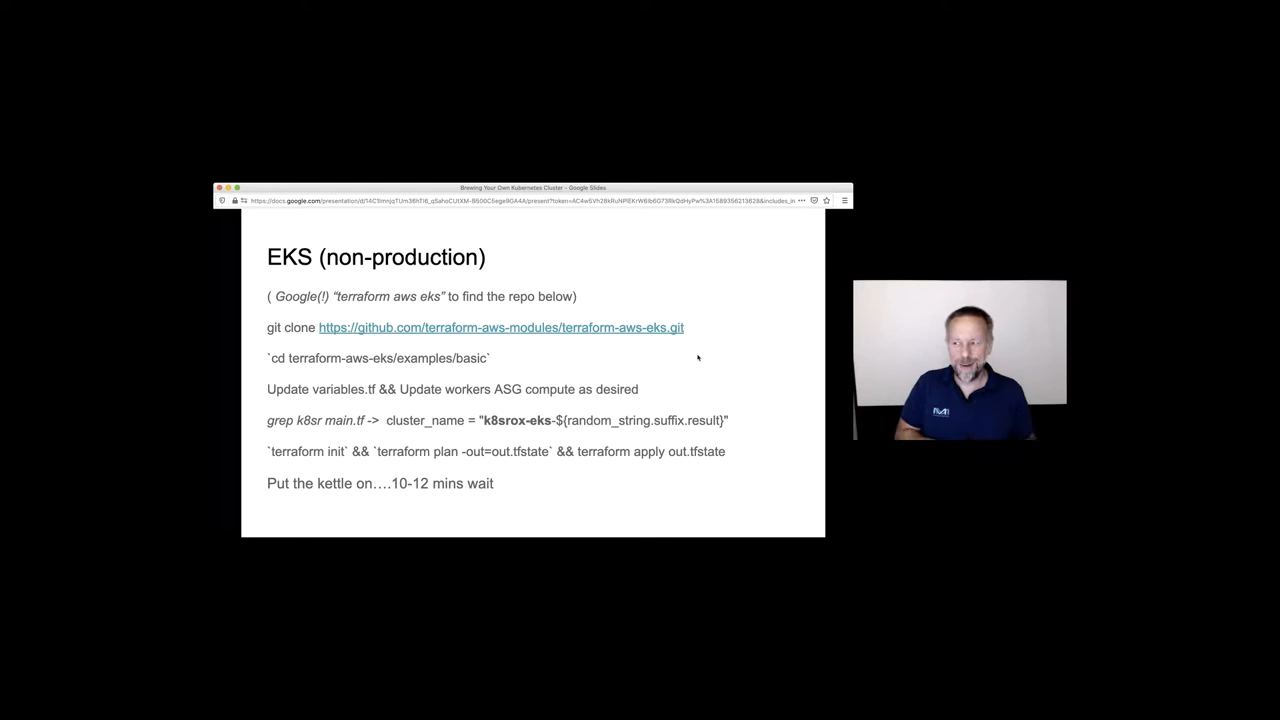 Brewing Your Own Kubernetes Cluster - Google Slides
EKS (non-production)
( Google(!) “terraform aws eks” to find the repo below)
git clone https://github.com/terraform-aws-modules/terraform-aws-eks.git
`cd terraform-aws-eks/examples/basic`
Update variables.tf && Update workers ASG compute as desired
grep k8sr main.tf -> cluster_name = "k8srox-eks-${random_string.suffix.result}"
`terraform init` && `terraform plan -out=out.tfstate` && terraform apply out.tfstate
Put the kettle on….10-12 mins wait